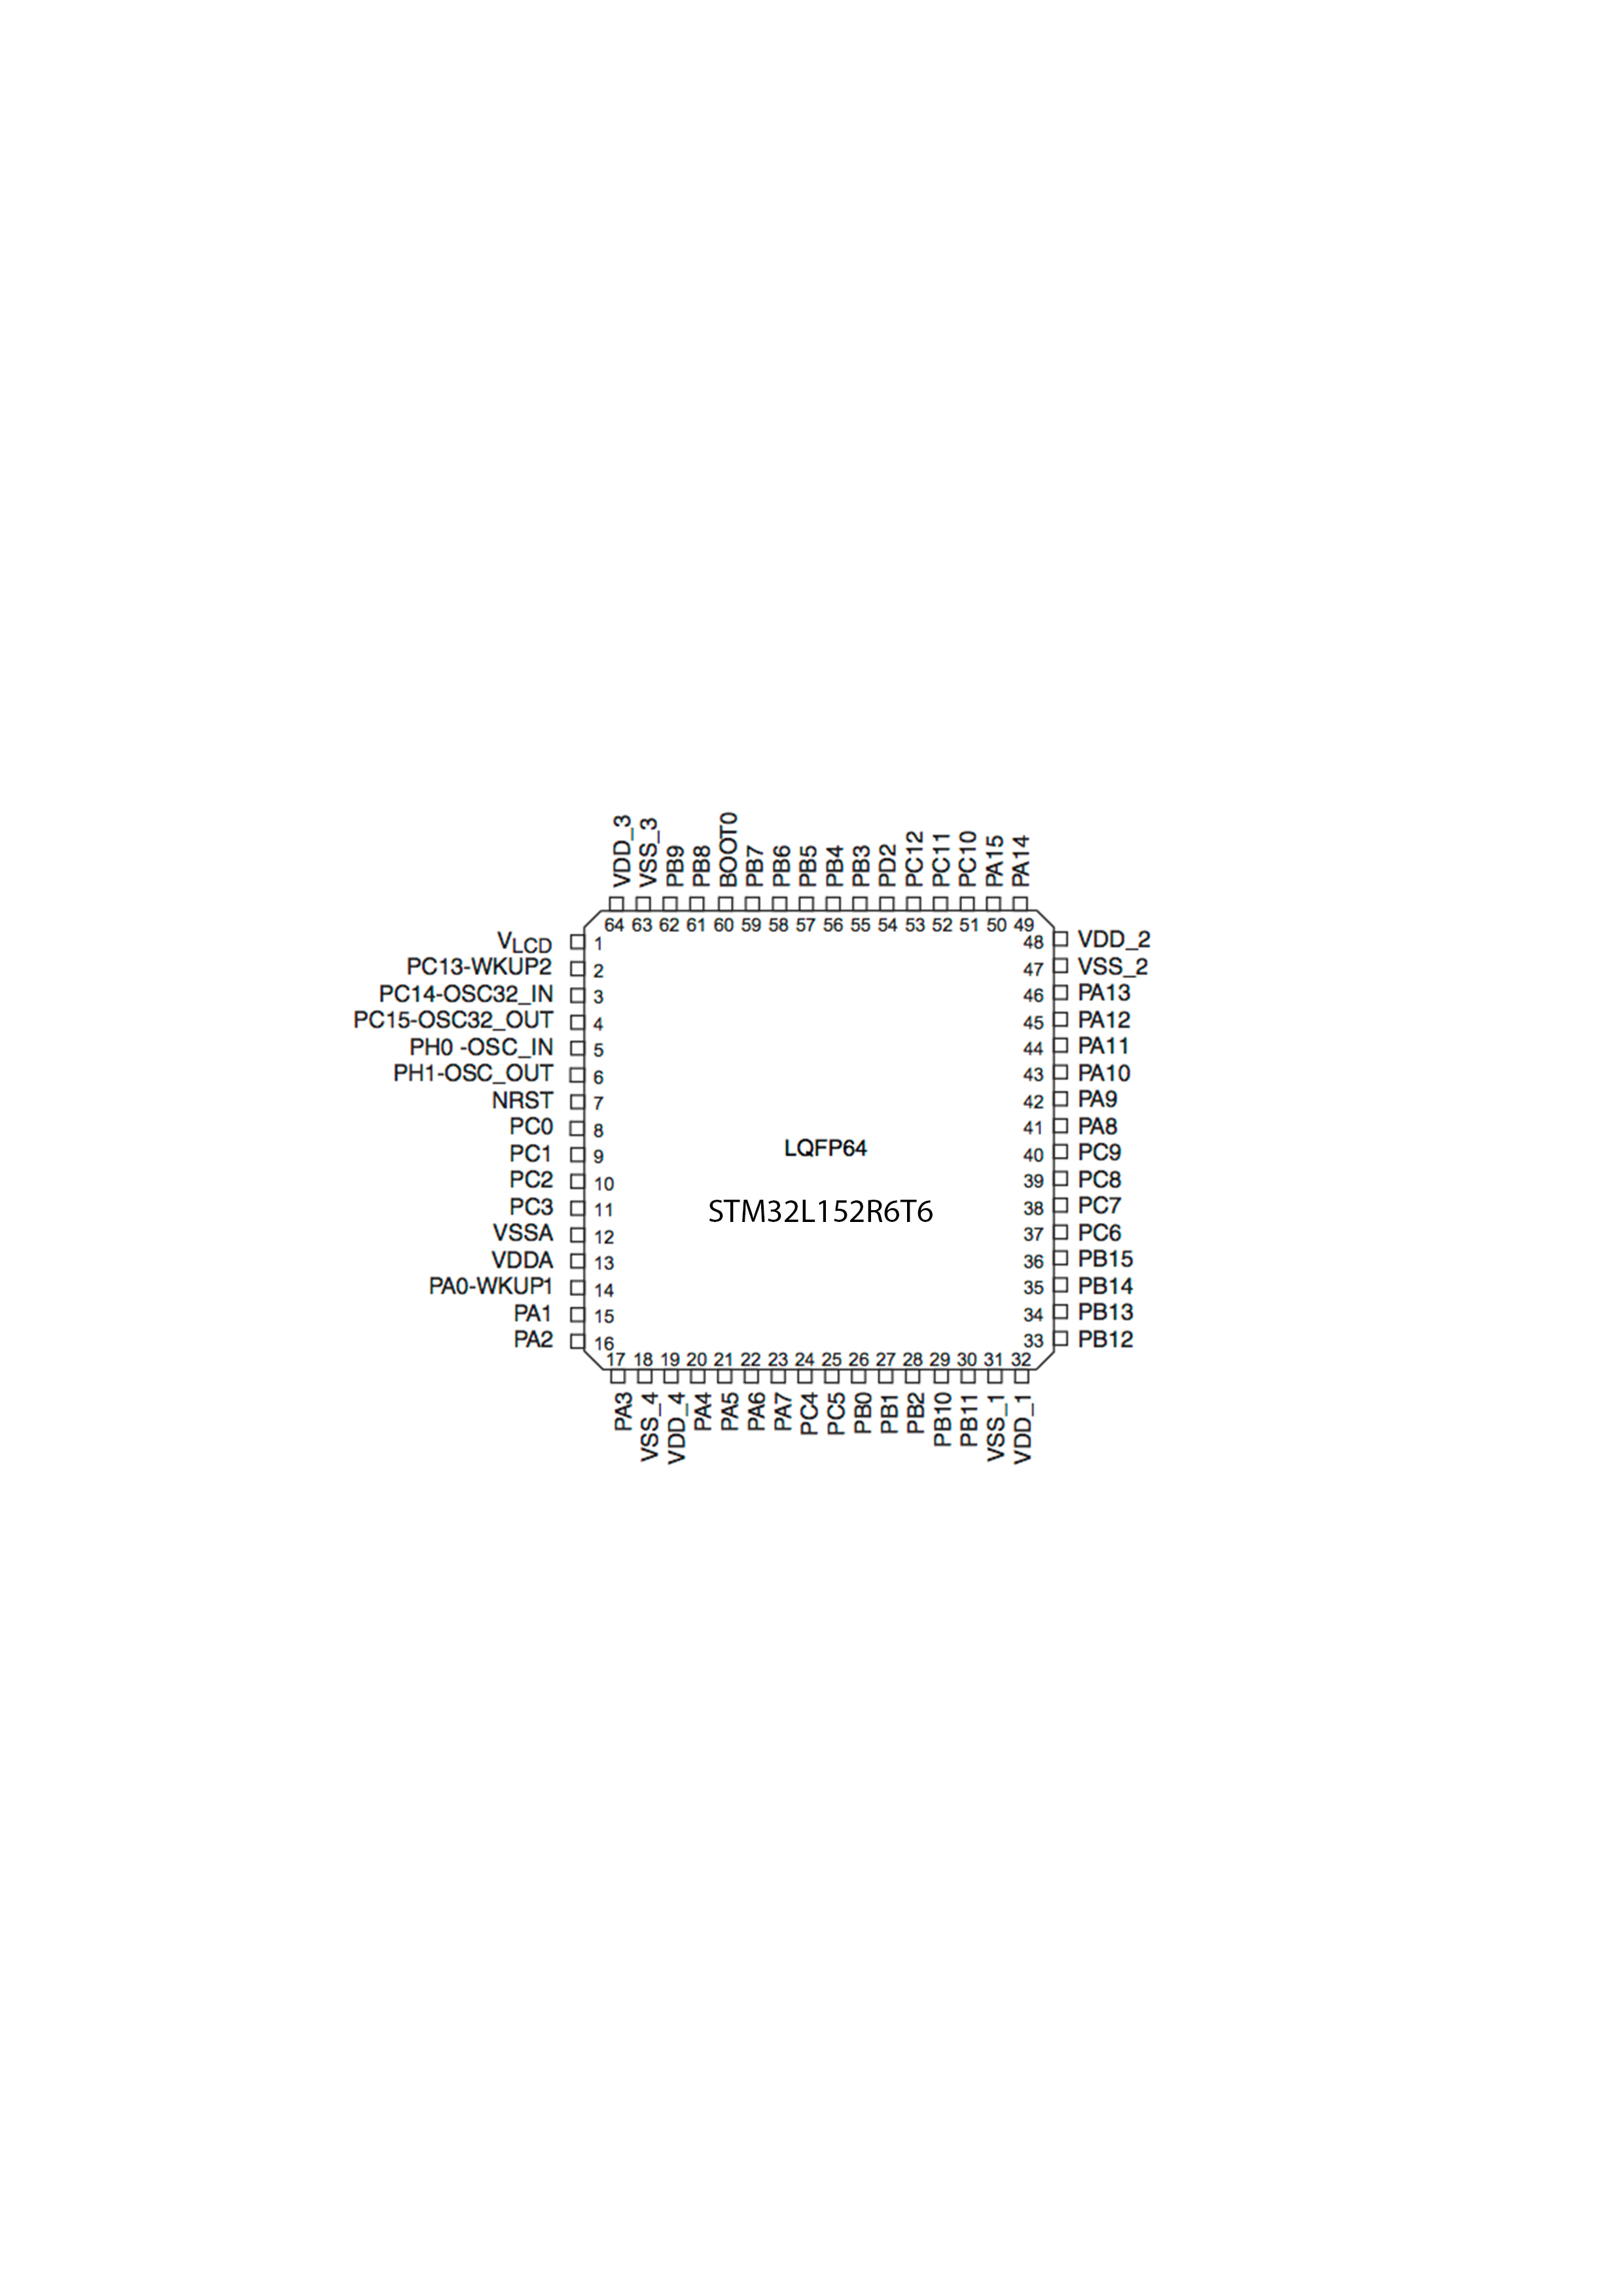 VDD_3
VSS_3
PB9
PB8
BOOT0
PB7
PB6
PB5
PB4
PB3
PD2
PC12
PC11
PC10
PA15
PA14
64 63 62 61 60 59 58 57 56 55 54 53 52 51 50 49
VLCD 1
PC13-WKUP2 2
PC14-OSC32_IN 3
PC15-OSC32_OUT 4
PH0 -OSC_IN 5
PH1-OSC_OUT 6
NRST 7
PC0 8
PC1 9
PC2 10
PC3 11
VSSA 12
VDDA 13
PA0-WKUP1 14
PA1 15
PA2 16
LQFP64
STM32L152R6T6
48 VDD_2
47 VSS_2
46 PA13
45 PA12
44 PA11
43 PA10
42 PA9
41 PA8
40 PC9
39 PC8
38 PC7
37 PC6
36 PB15
35 PB14
34 PB13
33 PB12
17 18 19 20 21 22 23 24 25 26 27 28 29 30 31 32
PA3
VSS_4
VDD_4
PA4
PA5
PA6
PA7
PC4
PC5
PB0
PB1
PB2
PB10
PB11
VSS_1
VDD_1